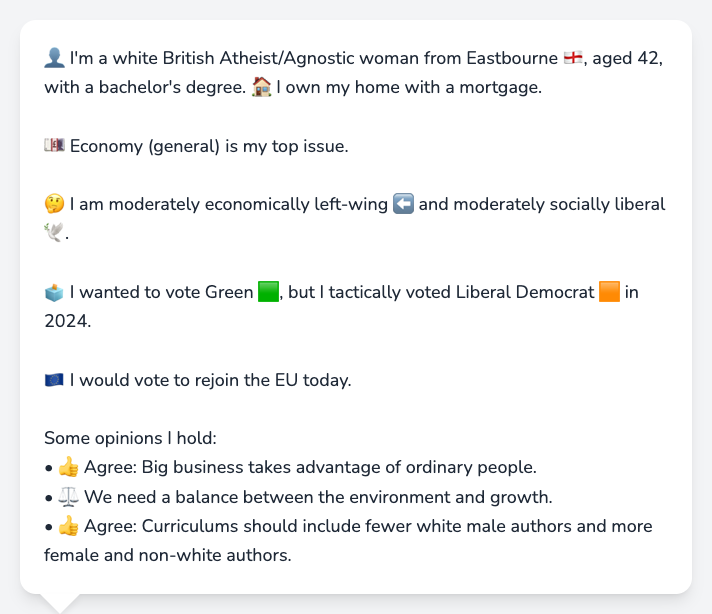 👤 I'm a white British Atheist/Agnostic woman from Eastbourne 🏴󠁧󠁢󠁥󠁮󠁧󠁿, aged 42,
with a bachelor's degree. 🏠 I own my home with a mortgage.
💷 Economy (general) is my top issue.
🤔 I am moderately economically left-wing ⬅️ and moderately socially liberal
🕊️.
🗳️ I wanted to vote Green 🟩, but I tactically voted Liberal Democrat 🟧 in
2024.
🇪🇺 I would vote to rejoin the EU today.
Some opinions I hold:
• 👍 Agree: Big business takes advantage of ordinary people.
• ⚖️ We need a balance between the environment and growth.
• 👍 Agree: Curriculums should include fewer white male authors and more
female and non-white authors.